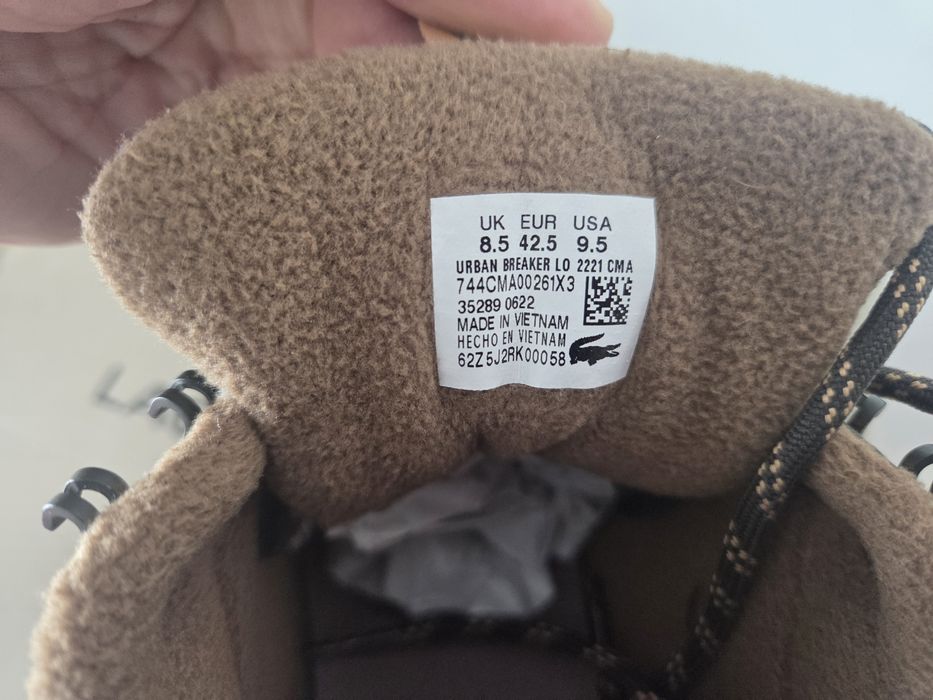 UK EUR USA
8.5 42.5 9.5
URBAN BREAKER LO 2221 CMA
744CMA00261X3
35289 0622
MADE IN VIETNAM
HECHO EN VIETNAM
62Z5J2RK00058